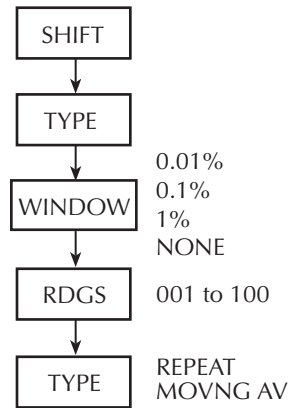 SHIFT
TYPE
0.01%
0.1%
WINDOW
1%
NONE
RDGS 001 to 100
REPEAT
TYPE
MOVNG AV